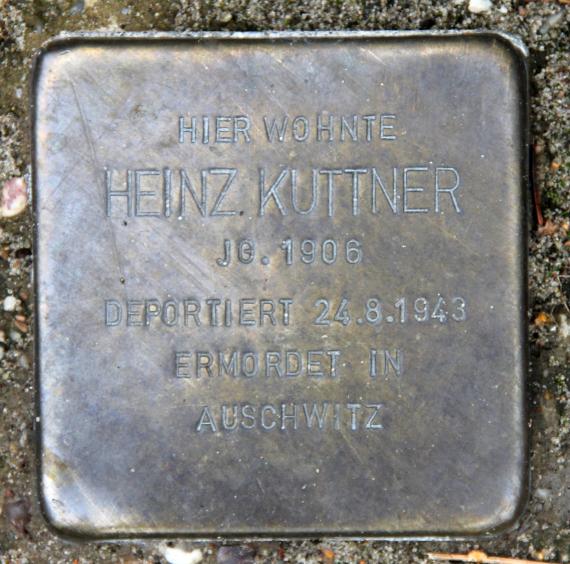 HIER WOHNTE
HEINZ KUTTNER
JG. 1906
DEPORTIERT 24.8.1943
ERMORDET IN
AUSCHWITZ